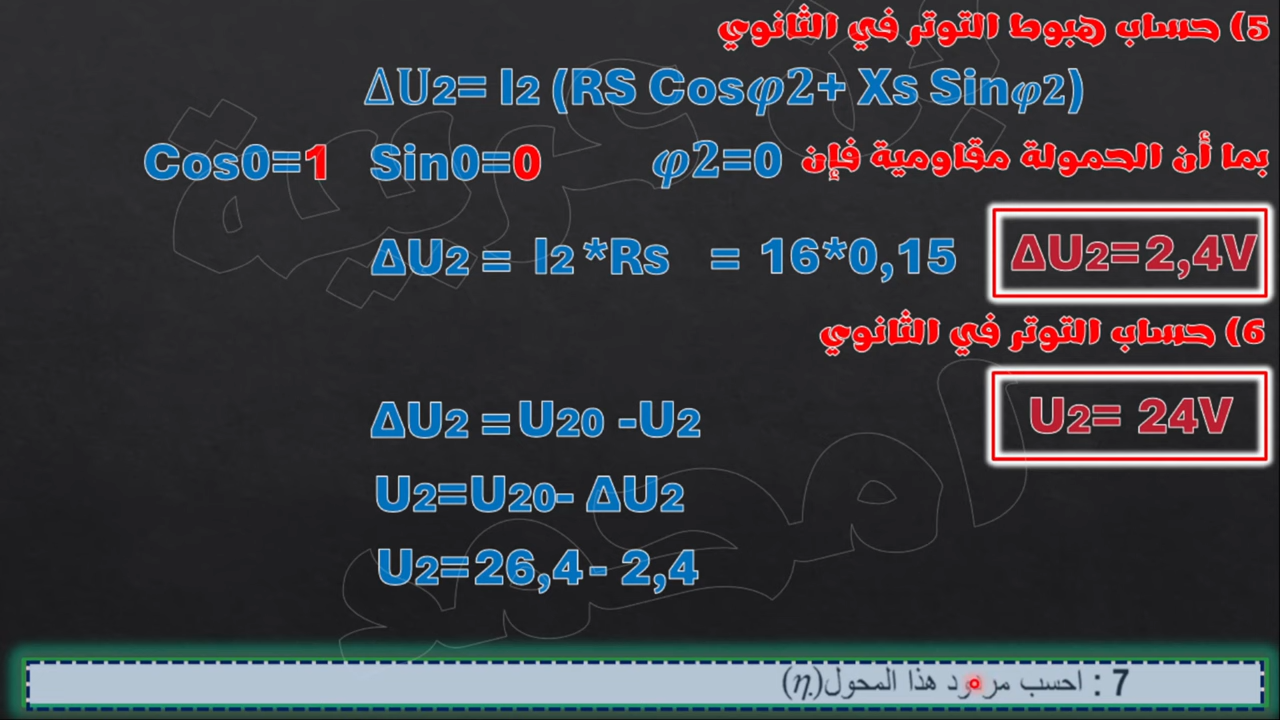 5) حساب هبوط التوتر في الثانوي
ΔU2= I2 (RS Cosφ2+ Xs Sinφ2)
بما أن الحمولة مقاومية فإن φ2=0 Sin0=0 Cos0=1
ΔU2 = I2 *Rs = 16*0,15 ΔU2=2,4V
6) حساب التوتر في الثانوي
U2= 24V
ΔU2 =U20 -U2
U2=U20- ΔU2
U2=26,4- 2,4
7 : احسب مردود هذا المحول(η)